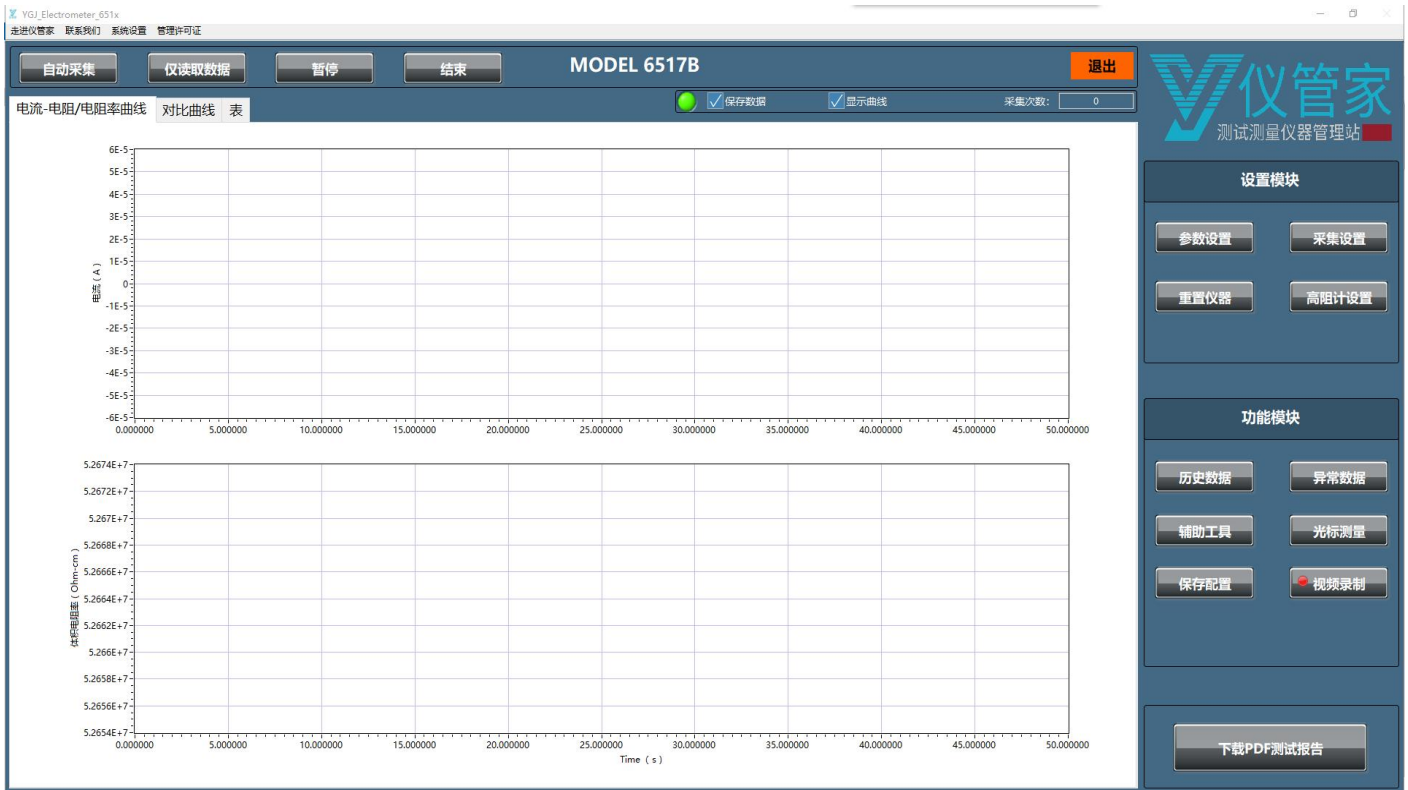 YGJ_Electrometer_651x
走进仪管家 联系我们 系统设置 管理许可证
自动采集 仅读取数据 暂停 结束 MODEL 6517B 退出
保存数据 显示曲线 采集次数: 0
电流-电阻/电阻率曲线 对比曲线 表
仪管家
测试测量仪器管理站
设置模块
参数设置 采集设置
重置仪器 高阻计设置
功能模块
历史数据 异常数据
辅助工具 光标测量
保存配置 视频录制
下载PDF测试报告
电流(A)
6E-5
5E-5
4E-5
3E-5
2E-5
1E-5
0
-1E-5
-2E-5
-3E-5
-4E-5
-5E-5
-6E-5
0.000000 5.000000 10.000000 15.000000 20.000000 25.000000 30.000000 35.000000 40.000000 45.000000 50.000000
体积电阻率(Ohm-cm)
5.2674E+7
5.2672E+7
5.267E+7
5.2668E+7
5.2666E+7
5.2664E+7
5.2662E+7
5.266E+7
5.2658E+7
5.2656E+7
5.2654E+7
0.000000 5.000000 10.000000 15.000000 20.000000 25.000000 30.000000 35.000000 40.000000 45.000000 50.000000
Time (s)